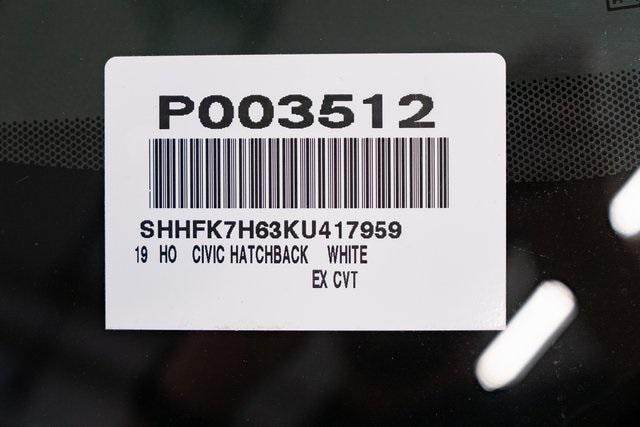 P003512
SHHFK7H63KU417959
19 HO CIVIC HATCHBACK WHITE
EX CVT